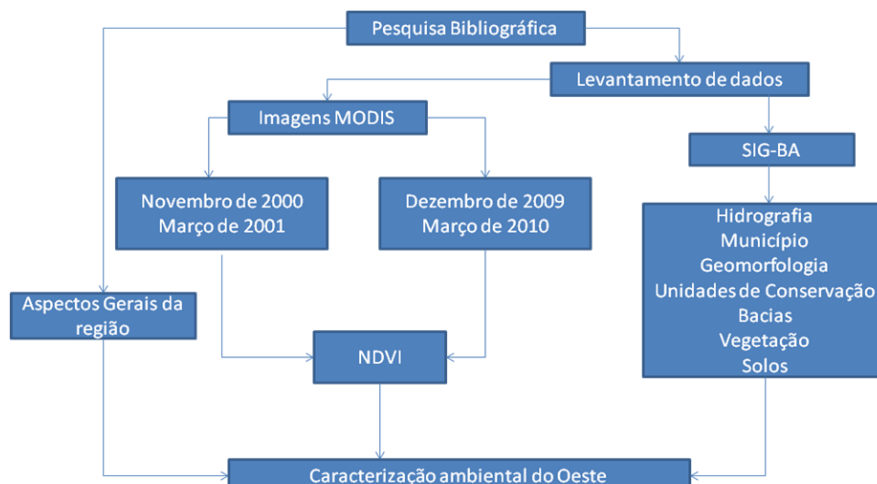 Pesquisa Bibliográfica
Levantamento de dados
Imagens MODIS
SIG-BA
Novembro de 2000
Março de 2001
Dezembro de 2009
Março de 2010
Hidrografia
Município
Geomorfologia
Unidades de Conservação
Bacias
Vegetação
Solos
Aspectos Gerais da
região
NDVI
Caracterização ambiental do Oeste